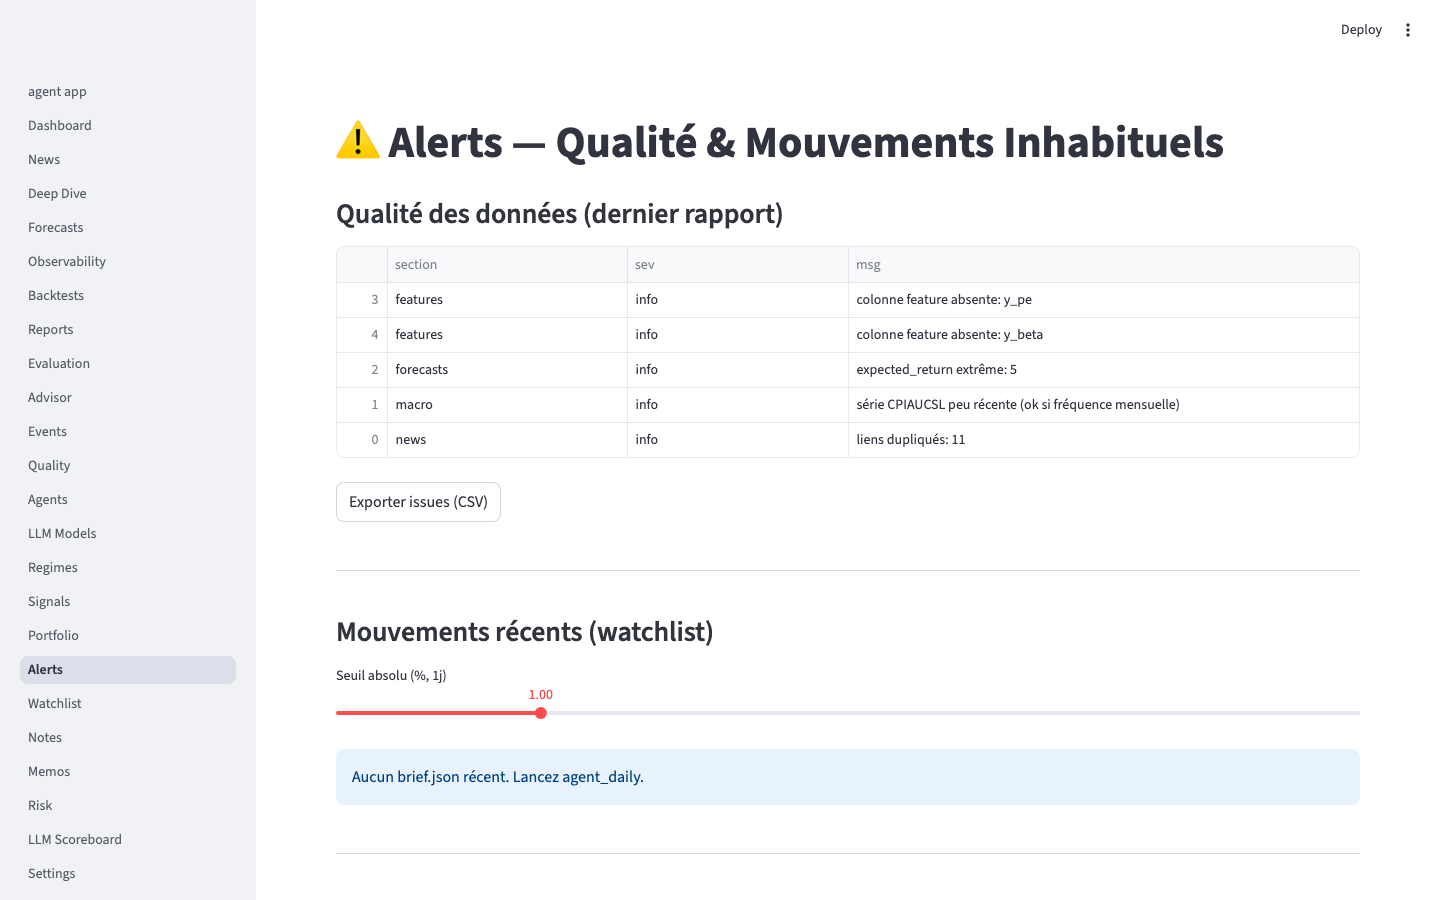 Deploy
agent app
Dashboard
News
Deep Dive
Forecasts
Observability
Backtests
Reports
Evaluation
Advisor
Events
Quality
Agents
LLM Models
Regimes
Signals
Portfolio
Alerts
Watchlist
Notes
Memos
Risk
LLM Scoreboard
Settings
⚠️ Alerts — Qualité & Mouvements Inhabituels
Qualité des données (dernier rapport)
section sev msg
3 features info colonne feature absente: y_pe
4 features info colonne feature absente: y_beta
2 forecasts info expected_return extrême: 5
1 macro info série CPIAUCSL peu récente (ok si fréquence mensuelle)
0 news info liens dupliqués: 11
Exporter issues (CSV)
Mouvements récents (watchlist)
Seuil absolu (%, 1j)
1.00
Aucun brief.json récent. Lancez agent_daily.